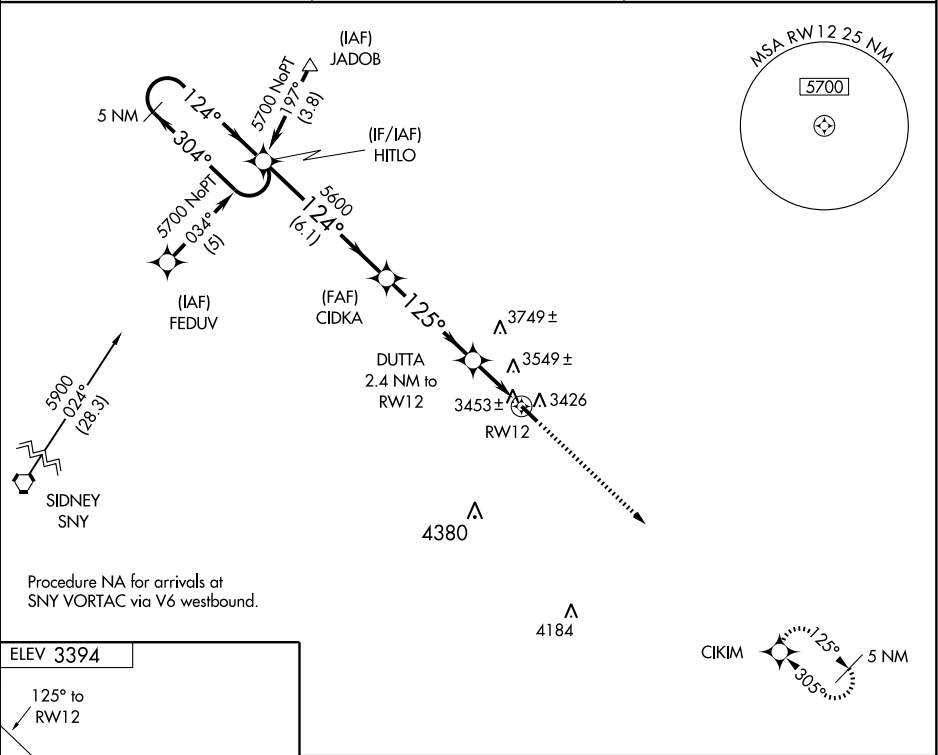 (IAF)
JADOB
MSA RW12 25 NM
5700
5700 NoPT
197°
(3.8)
5 NM
124°
304°
(IF/IAF)
HITLO
5700 NoPT
034°
(5)
5600
124°
(6.1)
(IAF)
FEDUV
(FAF)
CIDKA
125°
3749±
DUTTA
2.4 NM to
RW12
3549±
3453±
3426
RW12
5900
024°
(28.3)
SIDNEY
SNY
4380
Procedure NA for arrivals at
SNY VORTAC via V6 westbound.
4184
ELEV 3394
125° to
RW12
CIKIM
125°
305°
5 NM